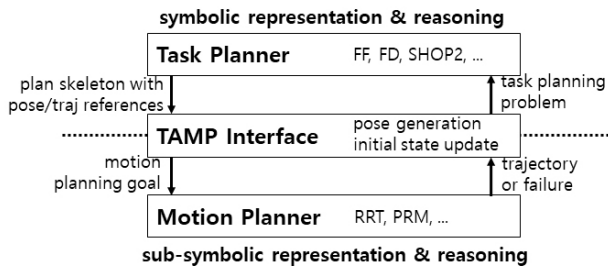 symbolic representation & reasoning
Task Planner FF, FD, SHOP2, ...
plan skeleton with
pose/traj references
task planning
problem
TAMP Interface pose generation
initial state update
motion
planning goal
trajectory
or failure
Motion Planner RRT, PRM, ...
sub-symbolic representation & reasoning